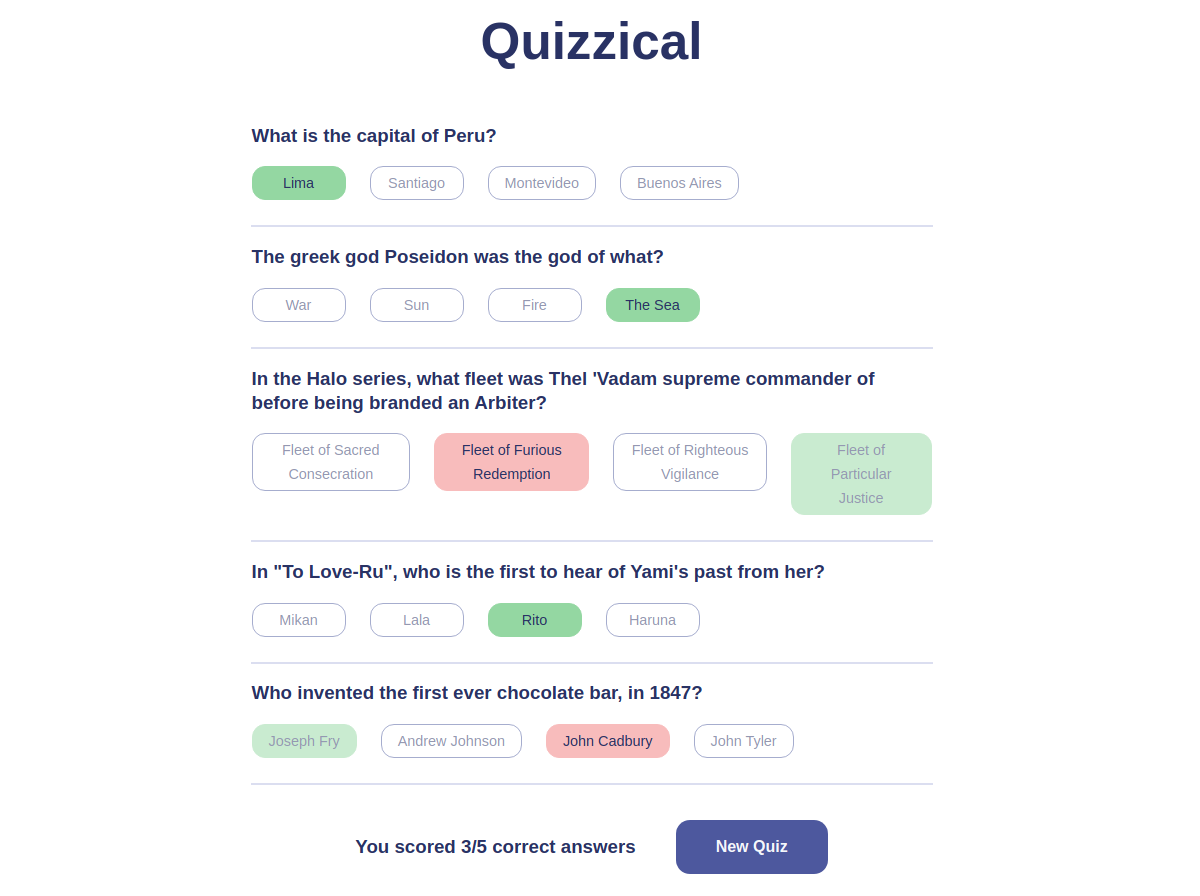 Quizzical
What is the capital of Peru?
Lima Santiago Montevideo Buenos Aires
The greek god Poseidon was the god of what?
War Sun Fire The Sea
In the Halo series, what fleet was Thel 'Vadam supreme commander of
before being branded an Arbiter?
Fleet of Sacred
Consecration
Fleet of Furious
Redemption
Fleet of Righteous
Vigilance
Fleet of
Particular
Justice
In "To Love-Ru", who is the first to hear of Yami's past from her?
Mikan Lala Rito Haruna
Who invented the first ever chocolate bar, in 1847?
Joseph Fry Andrew Johnson John Cadbury John Tyler
You scored 3/5 correct answers New Quiz